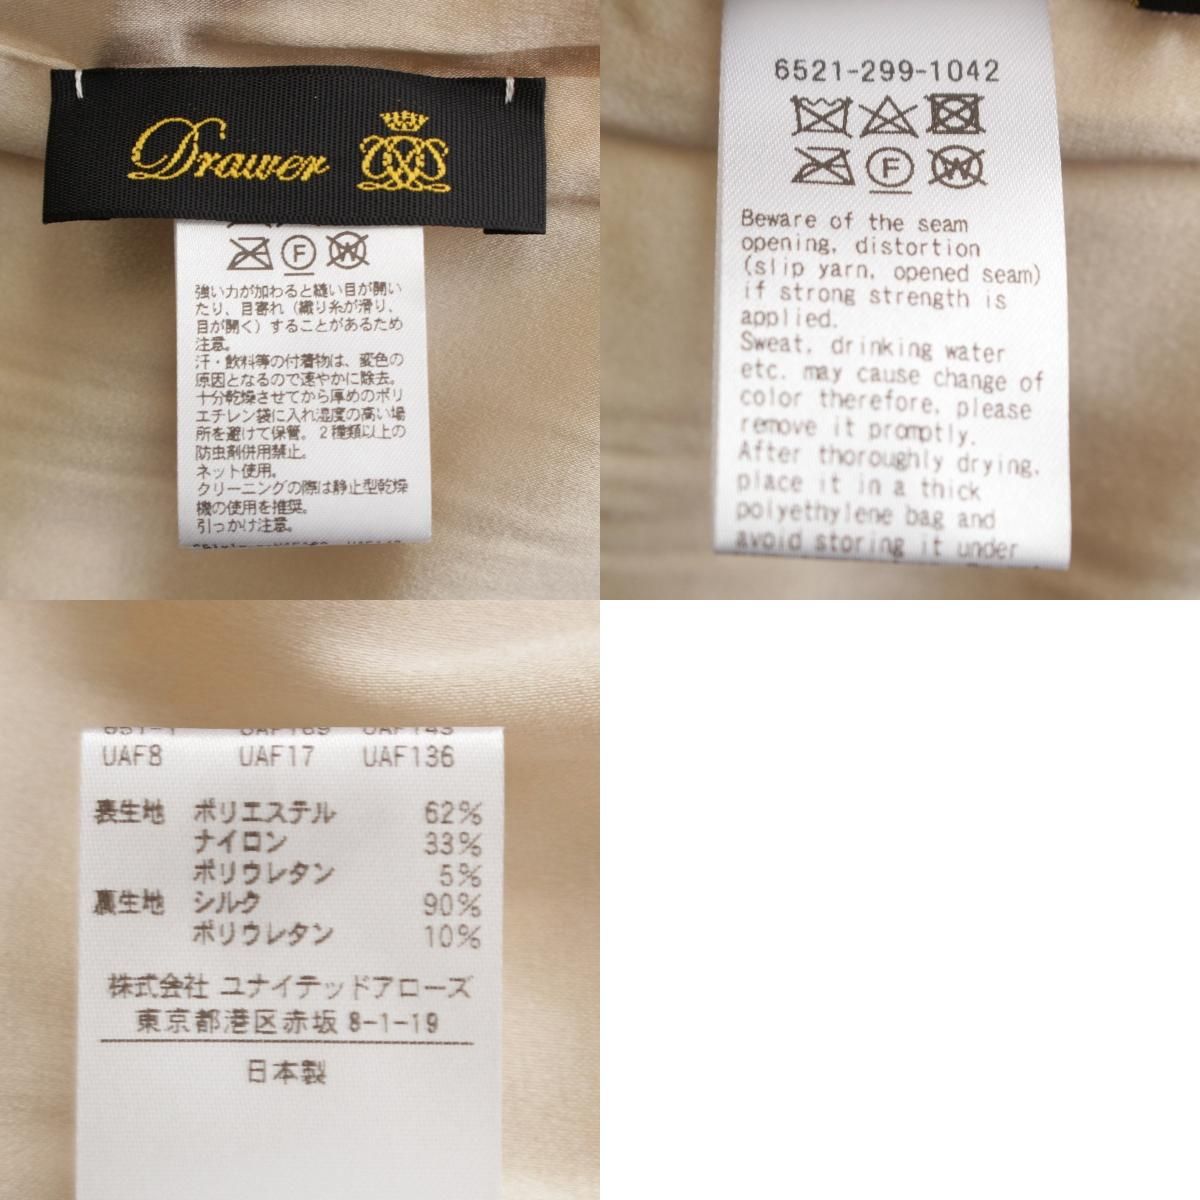 Drawer
F
W
強い力が加わると縫い目が開い
たり、目寄れ（織り糸が滑り、
目が開く）することがあるため
注意。
汗・飲料等の付着物は、変色の
原因となるので速やかに除去。
十分乾燥させてから厚めのポリ
エチレン袋に入れ湿度の高い場
所を避けて保管。２種類以上の
防虫剤併用禁止。
ネット使用。
クリーニングの際は静止型乾燥
機の使用を推奨。
引っかけ注意。
6521-299-1042
F
W
Beware of the seam
opening, distortion
(slip yarn, opened seam)
if strong strength is
applied.
Sweat, drinking water
etc. may cause change of
color therefore, please
remove it promptly.
After thoroughly drying,
place it in a thick
polyethylene bag and
avoid storing it under
UAF169 UAF143
UAF8 UAF17 UAF136
表生地 ポリエステル 62%
ナイロン 33%
ポリウレタン 5%
裏生地 シルク 90%
ポリウレタン 10%
株式会社 ユナイテッドアローズ
東京都港区赤坂 8-1-19
日本製